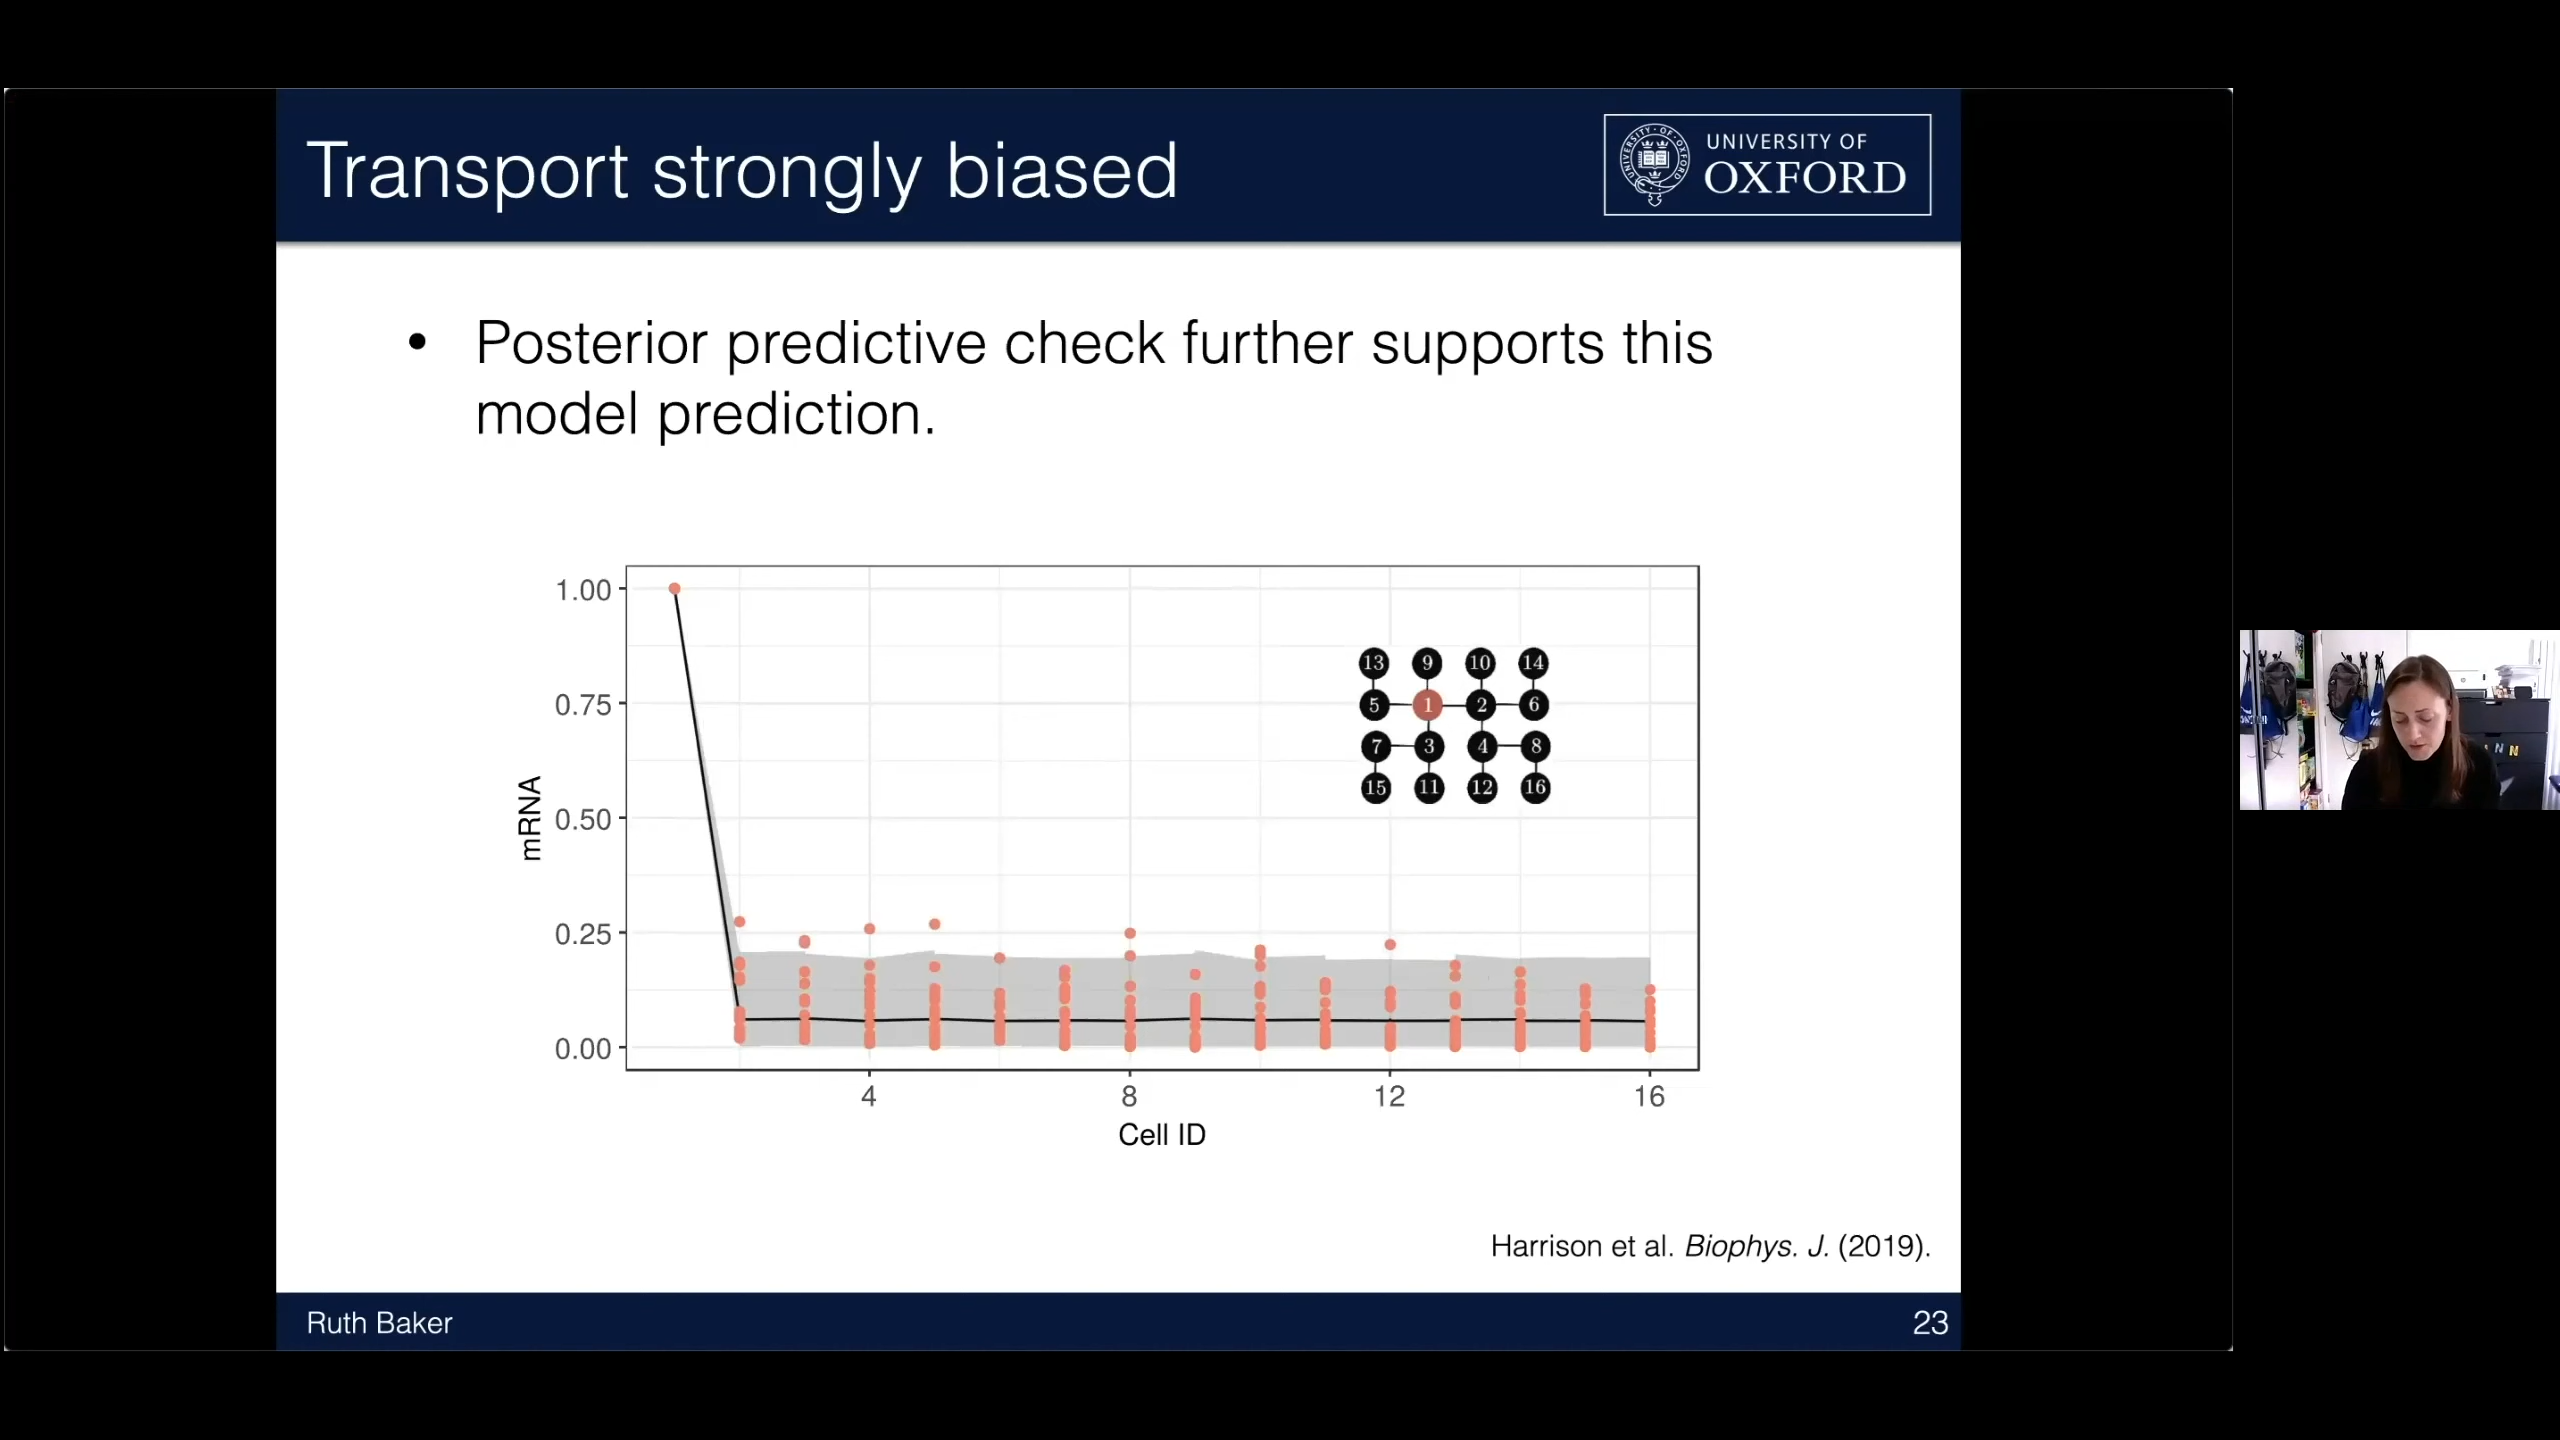 Transport strongly biased
UNIVERSITY OF
OXFORD
• Posterior predictive check further supports this
model prediction.
1.00
0.75
0.50
0.25
0.00
mRNA
13 9 10 14
5 1 2 6
7 3 4 8
15 11 12 16
4 8 12 16
Cell ID
Harrison et al. Biophys. J. (2019).
Ruth Baker
23